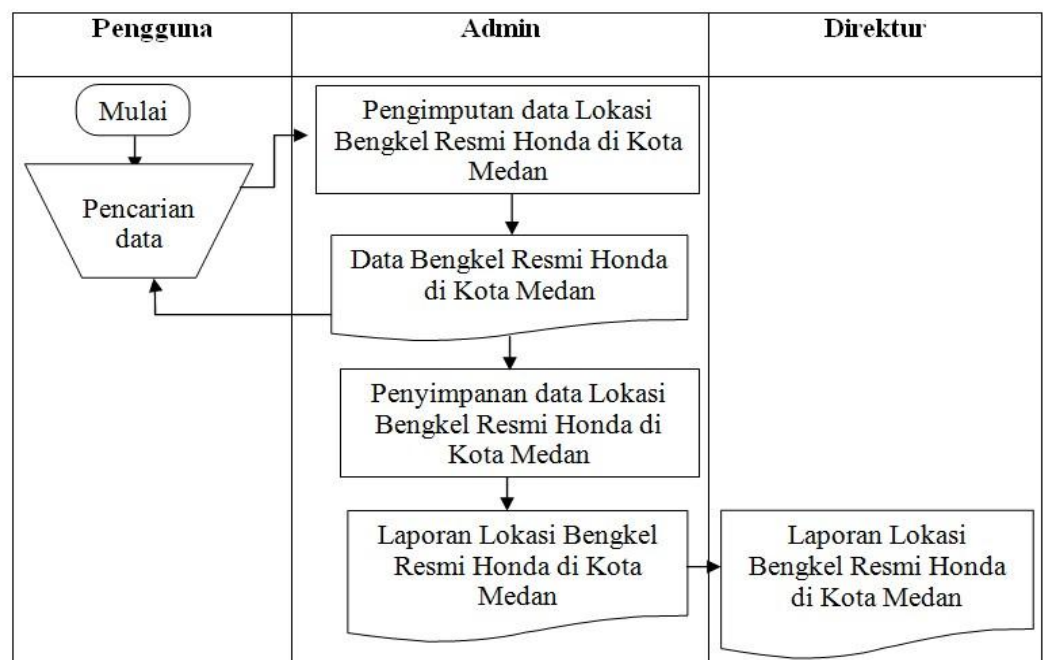 Pengguna
Admin
Direktur
Mulai
Pencarian
data
Pengimputan data Lokasi
Bengkel Resmi Honda di Kota
Medan
Data Bengkel Resmi Honda
di Kota Medan
Penyimpanan data Lokasi
Bengkel Resmi Honda di
Kota Medan
Laporan Lokasi Bengkel
Resmi Honda di Kota
Medan
Laporan Lokasi
Bengkel Resmi Honda
di Kota Medan